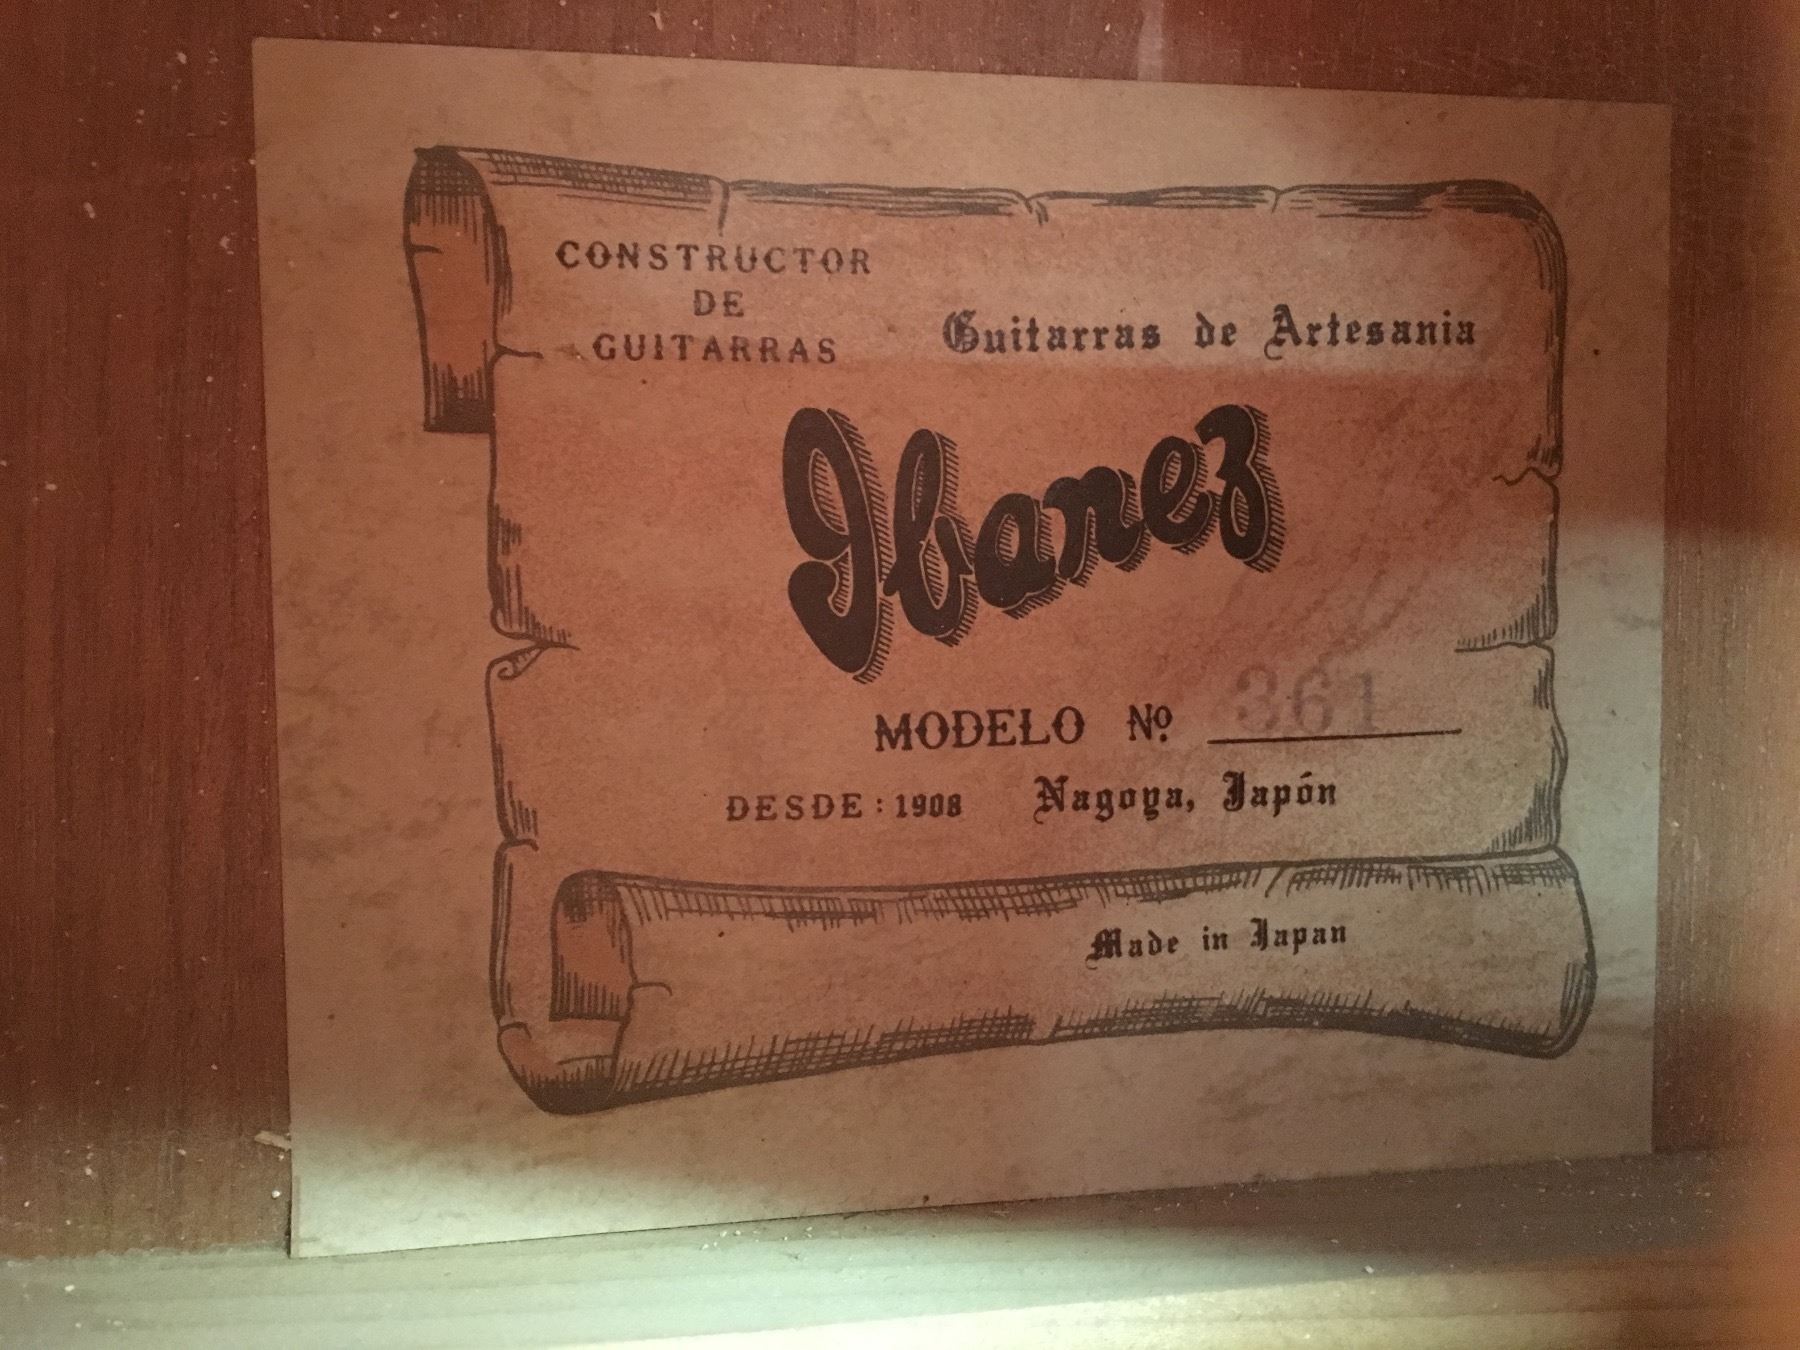 CONSTRUCTOR
DE
GUITARRAS
Guitarras de Artesania
Ibanez
MODELO Nº 361
DESDE: 1908 Nagoya, Japón
Made in Japan